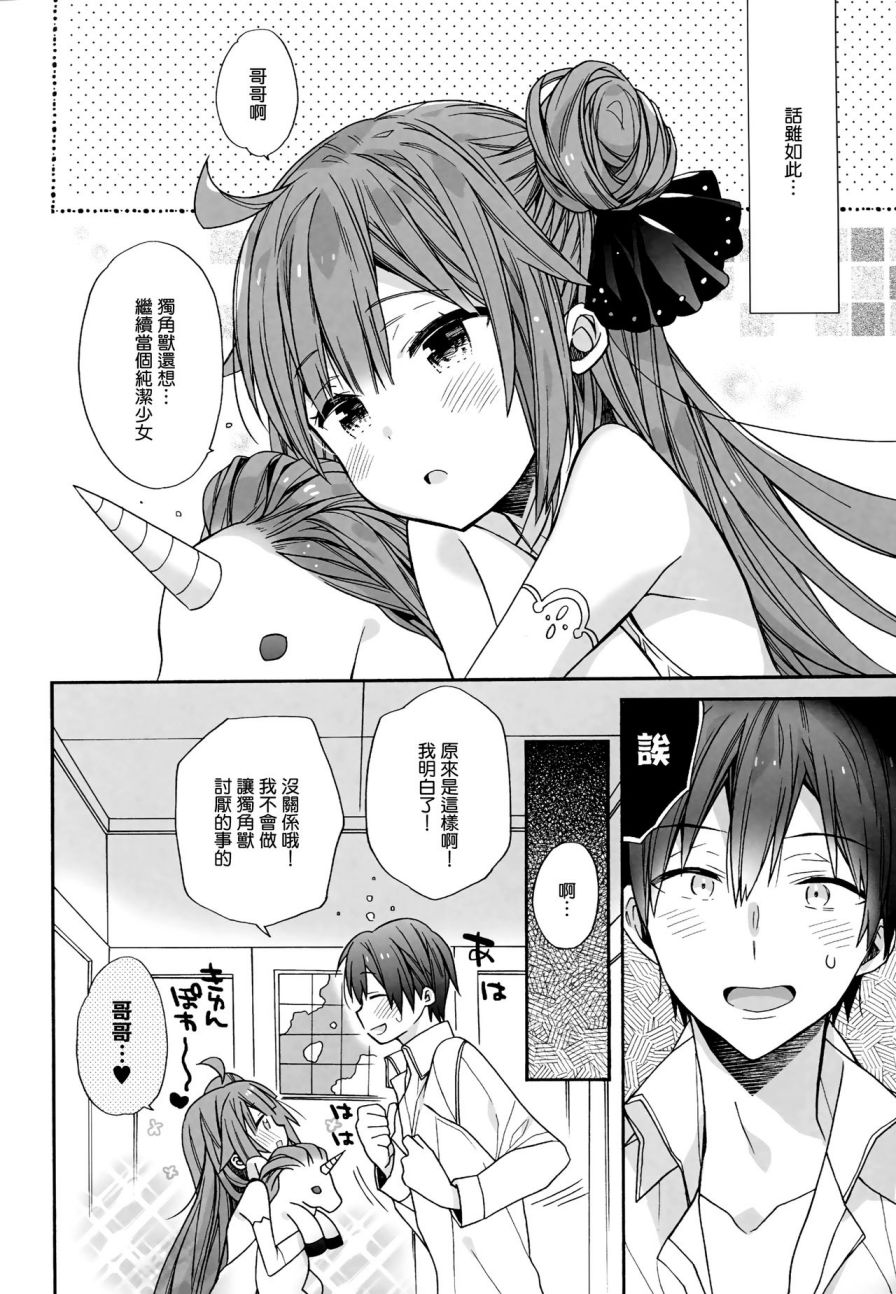 話雖如此…
哥哥啊
獨角獸還想…
繼續當個純潔少女
誒
啊…
原來是這樣啊！
我明白了！
沒關係哦！
我不會做
讓獨角獸
討厭的事的
あは
はは
きゅん
ぽわ～～♥
哥哥…♥